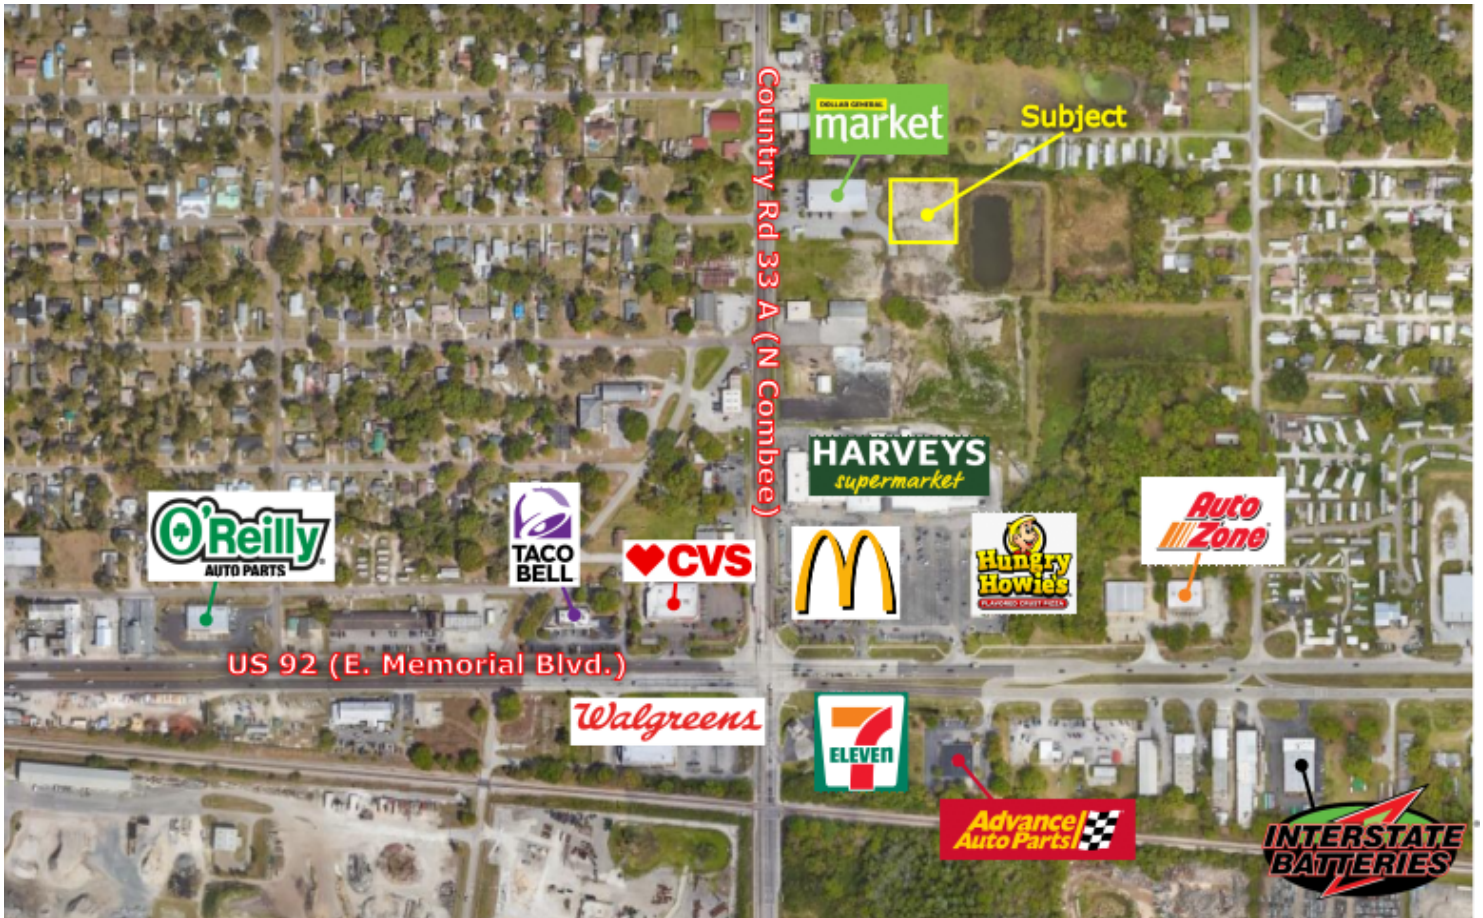 DOLLAR GENERAL
market
Subject
Country Rd 33 A (N Combee)
HARVEYS
supermarket
O'Reilly
AUTO PARTS
TACO
BELL
CVS
Hungry
Howie's
FLAVORED CRUST PIZZA
Auto
Zone
US 92 (E. Memorial Blvd.)
Walgreens
7
ELEVEN
Advance
Auto Parts
INTERSTATE
BATTERIES